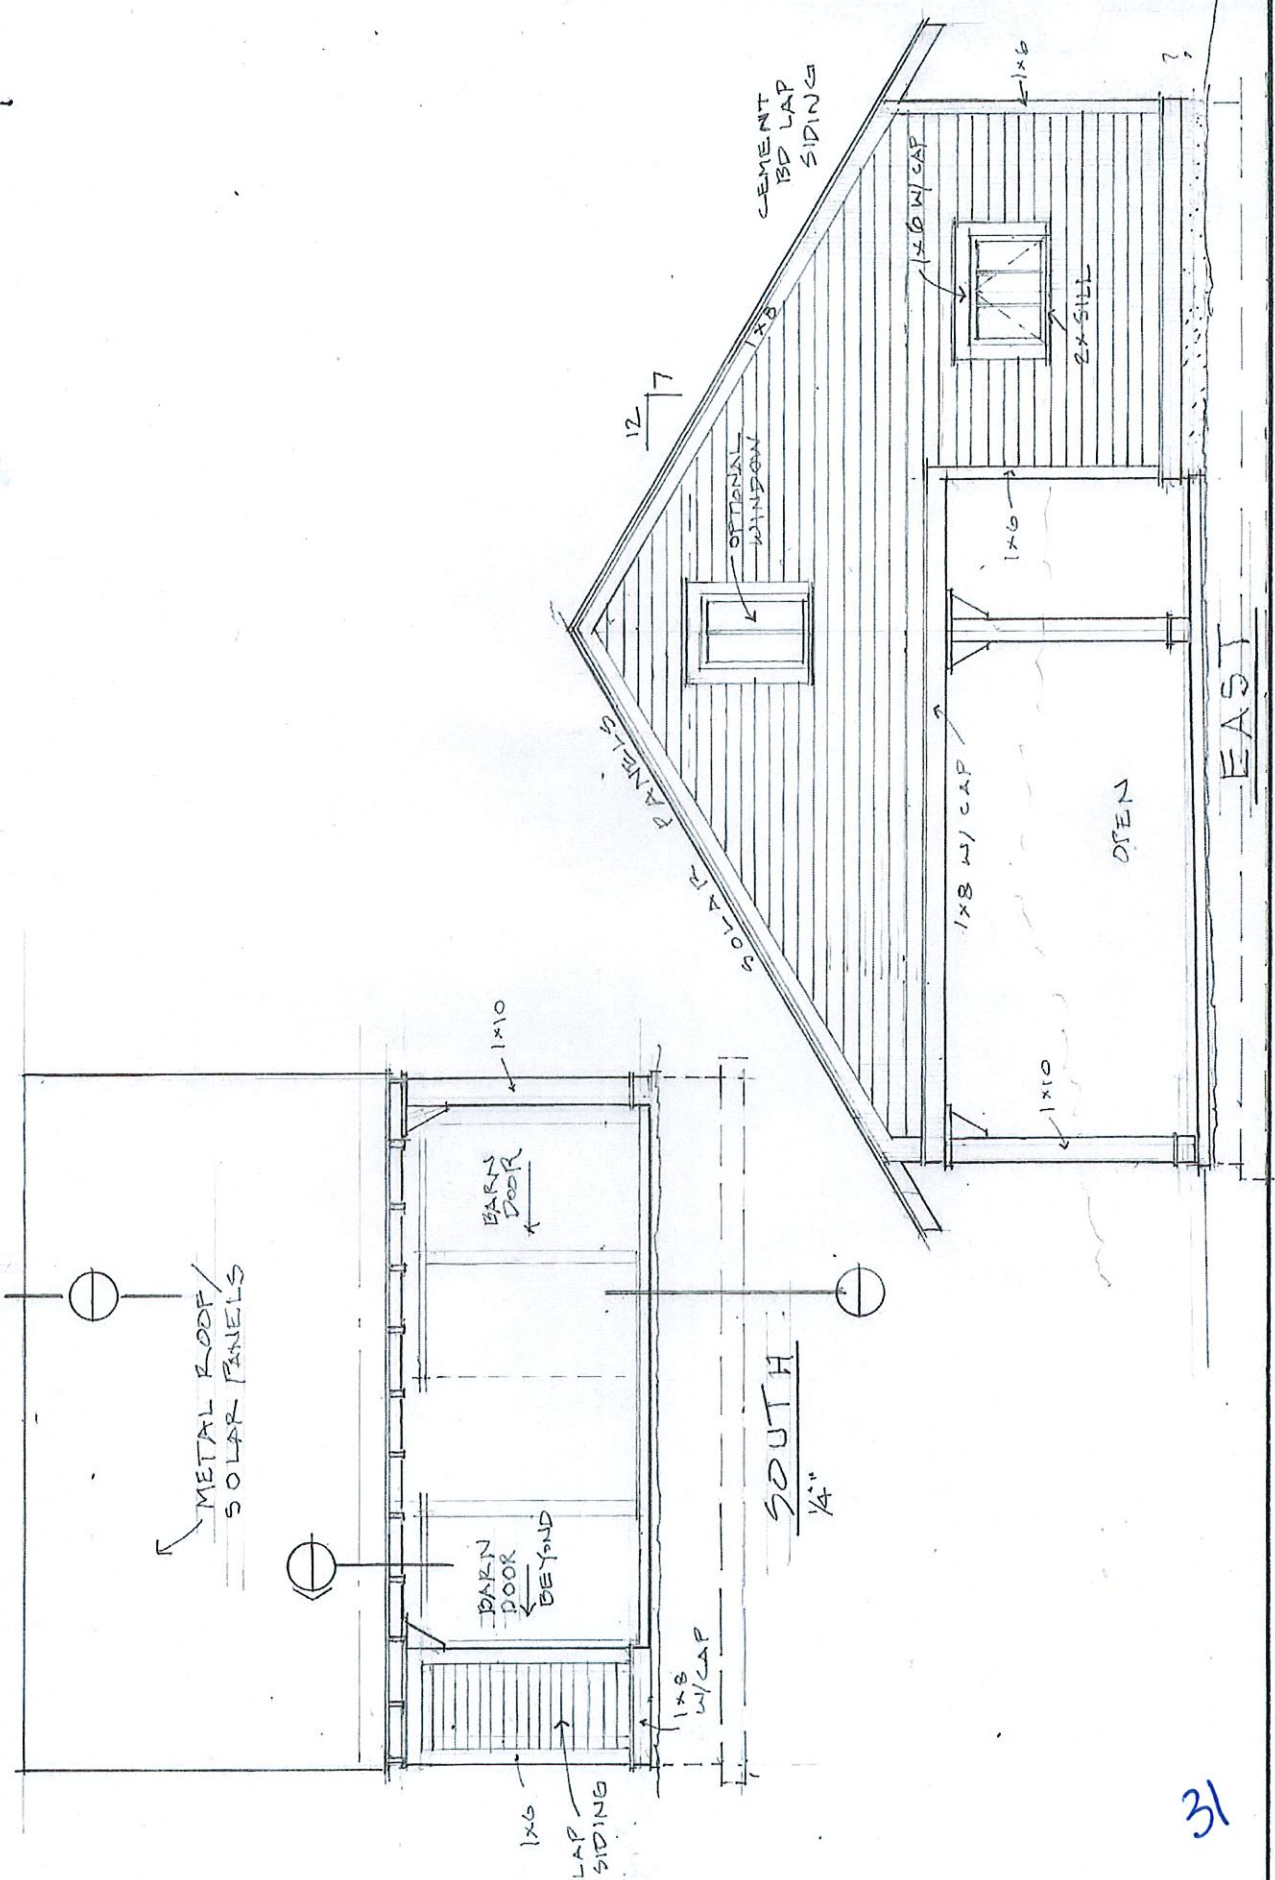 METAL ROOF/
SOLAR PANELS
BARN
DOOR
BEYOND
BARN
DOOR
1x10
1x6
LAP
SIDING
1x8
W/CAP
SOUTH
1/4"
SOLAR PANELS
12
7
1x8
CEMENT
BD LAP
SIDING
OPTIONAL
WINDOW
1x6 W/CAP
2x SILL
1x6
?
1x6
1x8 W/ CAP
OPEN
1x10
EAST
31